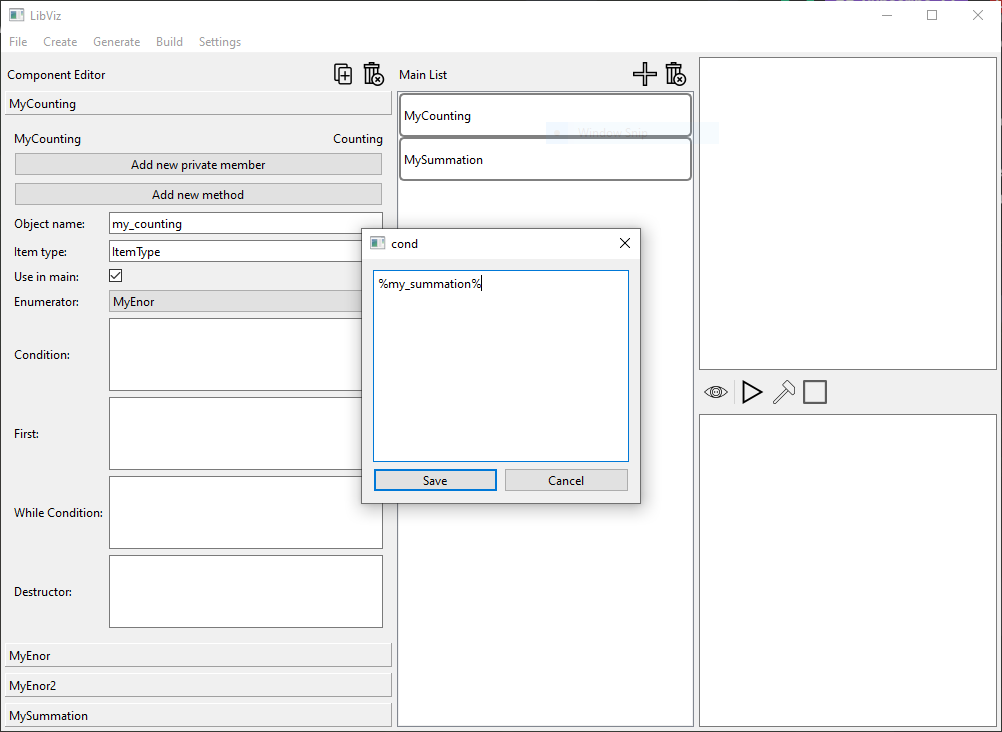 LibViz
File Create Generate Build Settings
Component Editor
Main List
MyCounting
MyCounting Counting
Add new private member
Add new method
Object name: my_counting
Item type: ItemType
Use in main:
Enumerator: MyEnor
Condition:
First:
While Condition:
Destructor:
MyEnor
MyEnor2
MySummation
MyCounting
Window Snip
MySummation
cond
%my_summation%
Save Cancel